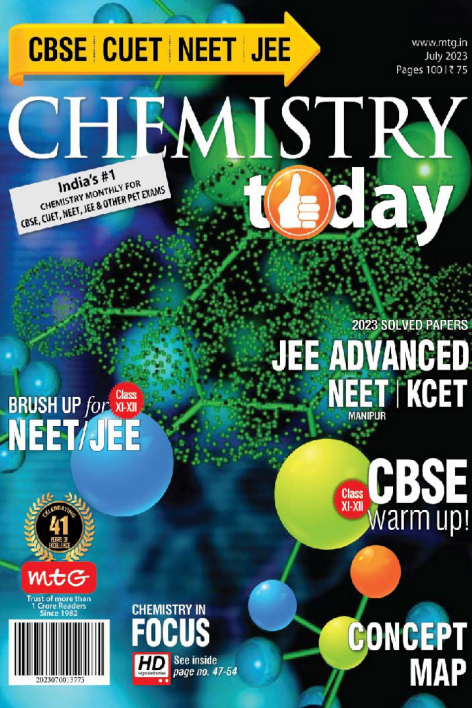 CBSE CUET NEET JEE
www.mtg.in
July 2023
Pages 100 | ₹ 75
CHEMISTRY
today
India's #1
CHEMISTRY MONTHLY FOR
CBSE, CUET, NEET, JEE & OTHER PET EXAMS
2023 SOLVED PAPERS
JEE ADVANCED
NEET | KCET
MANIPUR
BRUSH UP for Class XI-XII
NEET/JEE
Class XI-XII CBSE
warm up!
CELEBRATING
41
YEARS OF
EXCELLENCE
mtG
Trust of more than
1 Crore Readers
Since 1982
2023070013773
CHEMISTRY IN
FOCUS
HD
See inside
page no. 47-54
CONCEPT
MAP